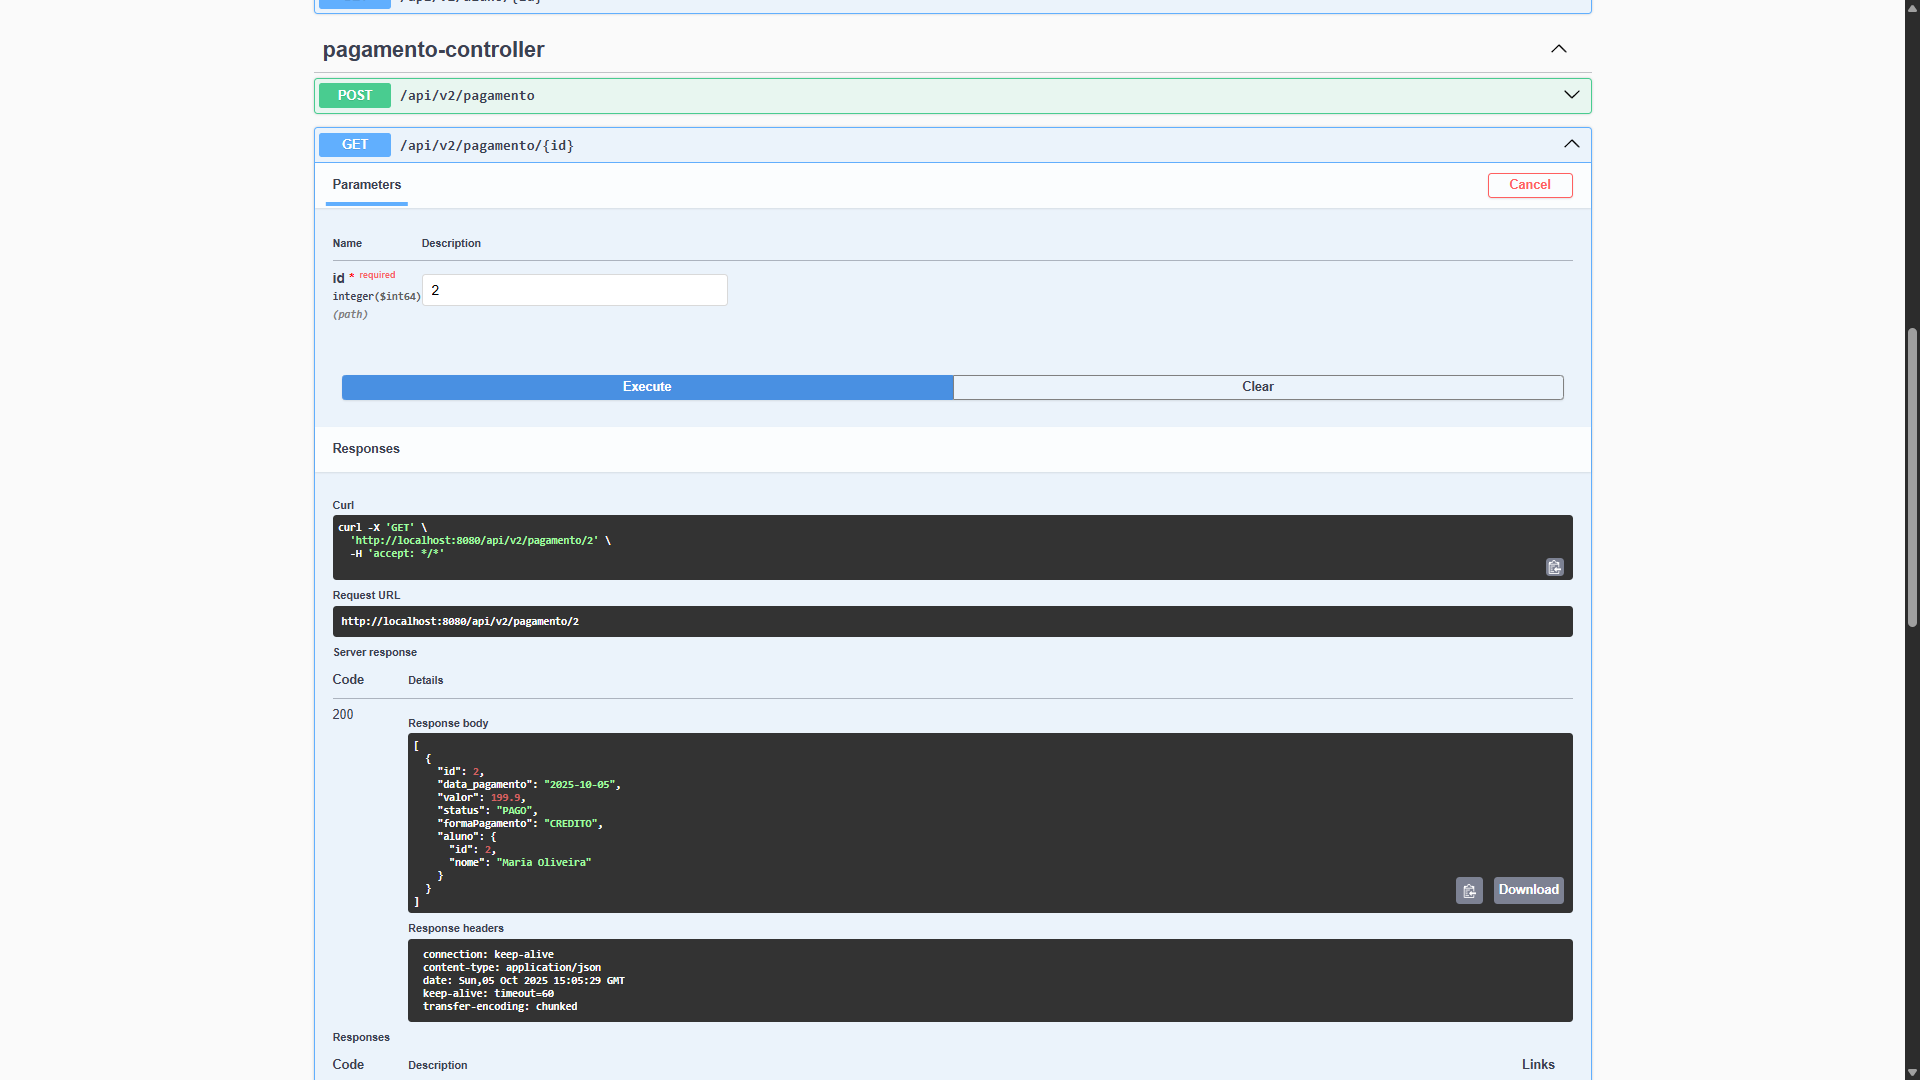 pagamento-controller
POST /api/v2/pagamento
GET /api/v2/pagamento/{id}
Parameters
Cancel
Name Description
id * required
integer($int64)
(path)
2
Execute Clear
Responses
Curl
curl -X 'GET' \
  'http://localhost:8080/api/v2/pagamento/2' \
  -H 'accept: */*'
Request URL
http://localhost:8080/api/v2/pagamento/2
Server response
Code Details
200
Response body
[
  {
    "id": 2,
    "data_pagamento": "2025-10-05",
    "valor": 199.9,
    "status": "PAGO",
    "formaPagamento": "CREDITO",
    "aluno": {
      "id": 2,
      "nome": "Maria Oliveira"
    }
  }
]
Download
Response headers
connection: keep-alive
content-type: application/json
date: Sun,05 Oct 2025 15:05:29 GMT
keep-alive: timeout=60
transfer-encoding: chunked
Responses
Code Description Links